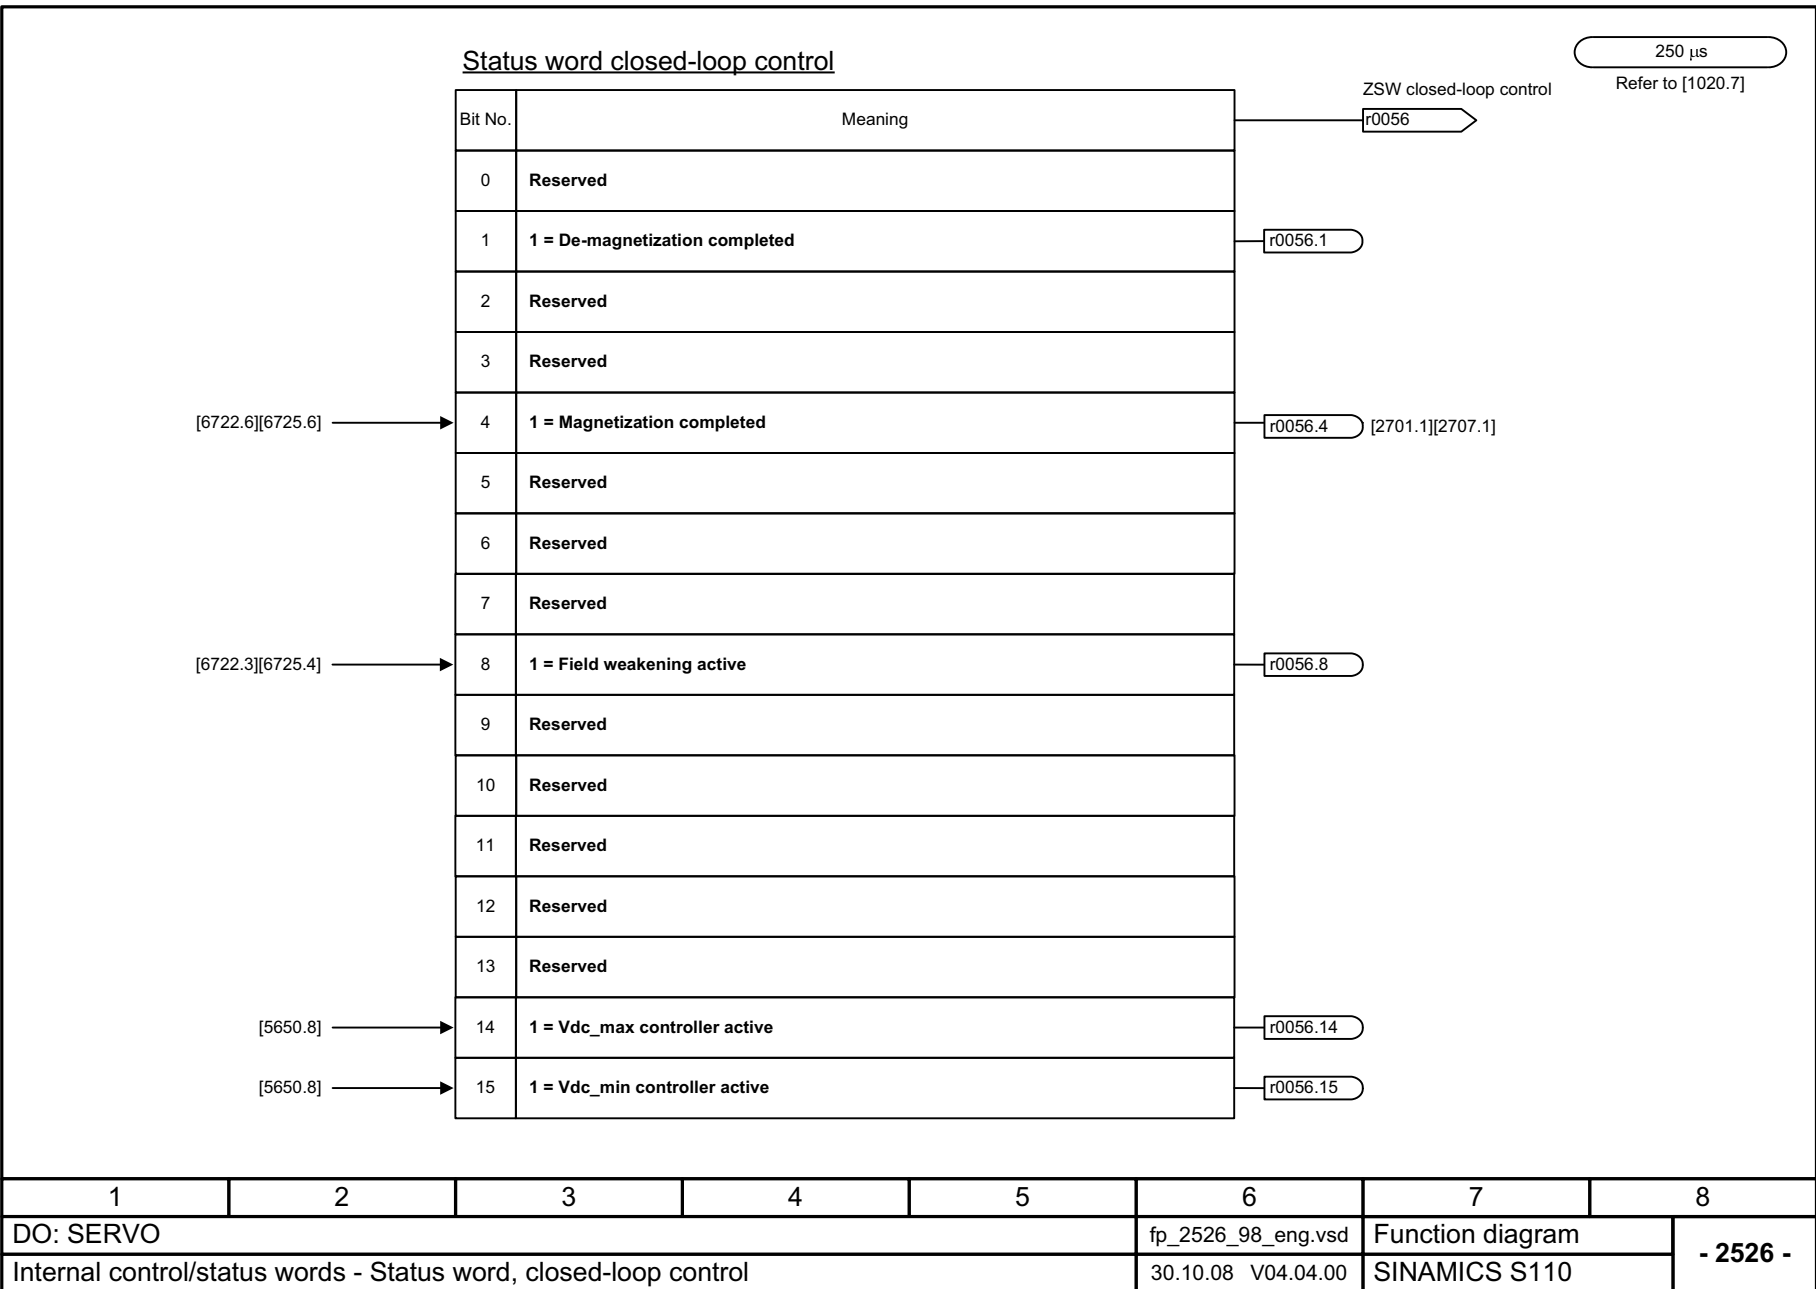 Status word closed-loop control
250 µs
Refer to [1020.7]
ZSW closed-loop control
Bit No. Meaning r0056
0 Reserved
1 1 = De-magnetization completed r0056.1
2 Reserved
3 Reserved
[6722.6][6725.6] 4 1 = Magnetization completed r0056.4 [2701.1][2707.1]
5 Reserved
6 Reserved
7 Reserved
[6722.3][6725.4] 8 1 = Field weakening active r0056.8
9 Reserved
10 Reserved
11 Reserved
12 Reserved
13 Reserved
[5650.8] 14 1 = Vdc_max controller active r0056.14
[5650.8] 15 1 = Vdc_min controller active r0056.15
1 2 3 4 5 6 7 8
DO: SERVO fp_2526_98_eng.vsd Function diagram
- 2526 -
Internal control/status words - Status word, closed-loop control 30.10.08 V04.04.00 SINAMICS S110